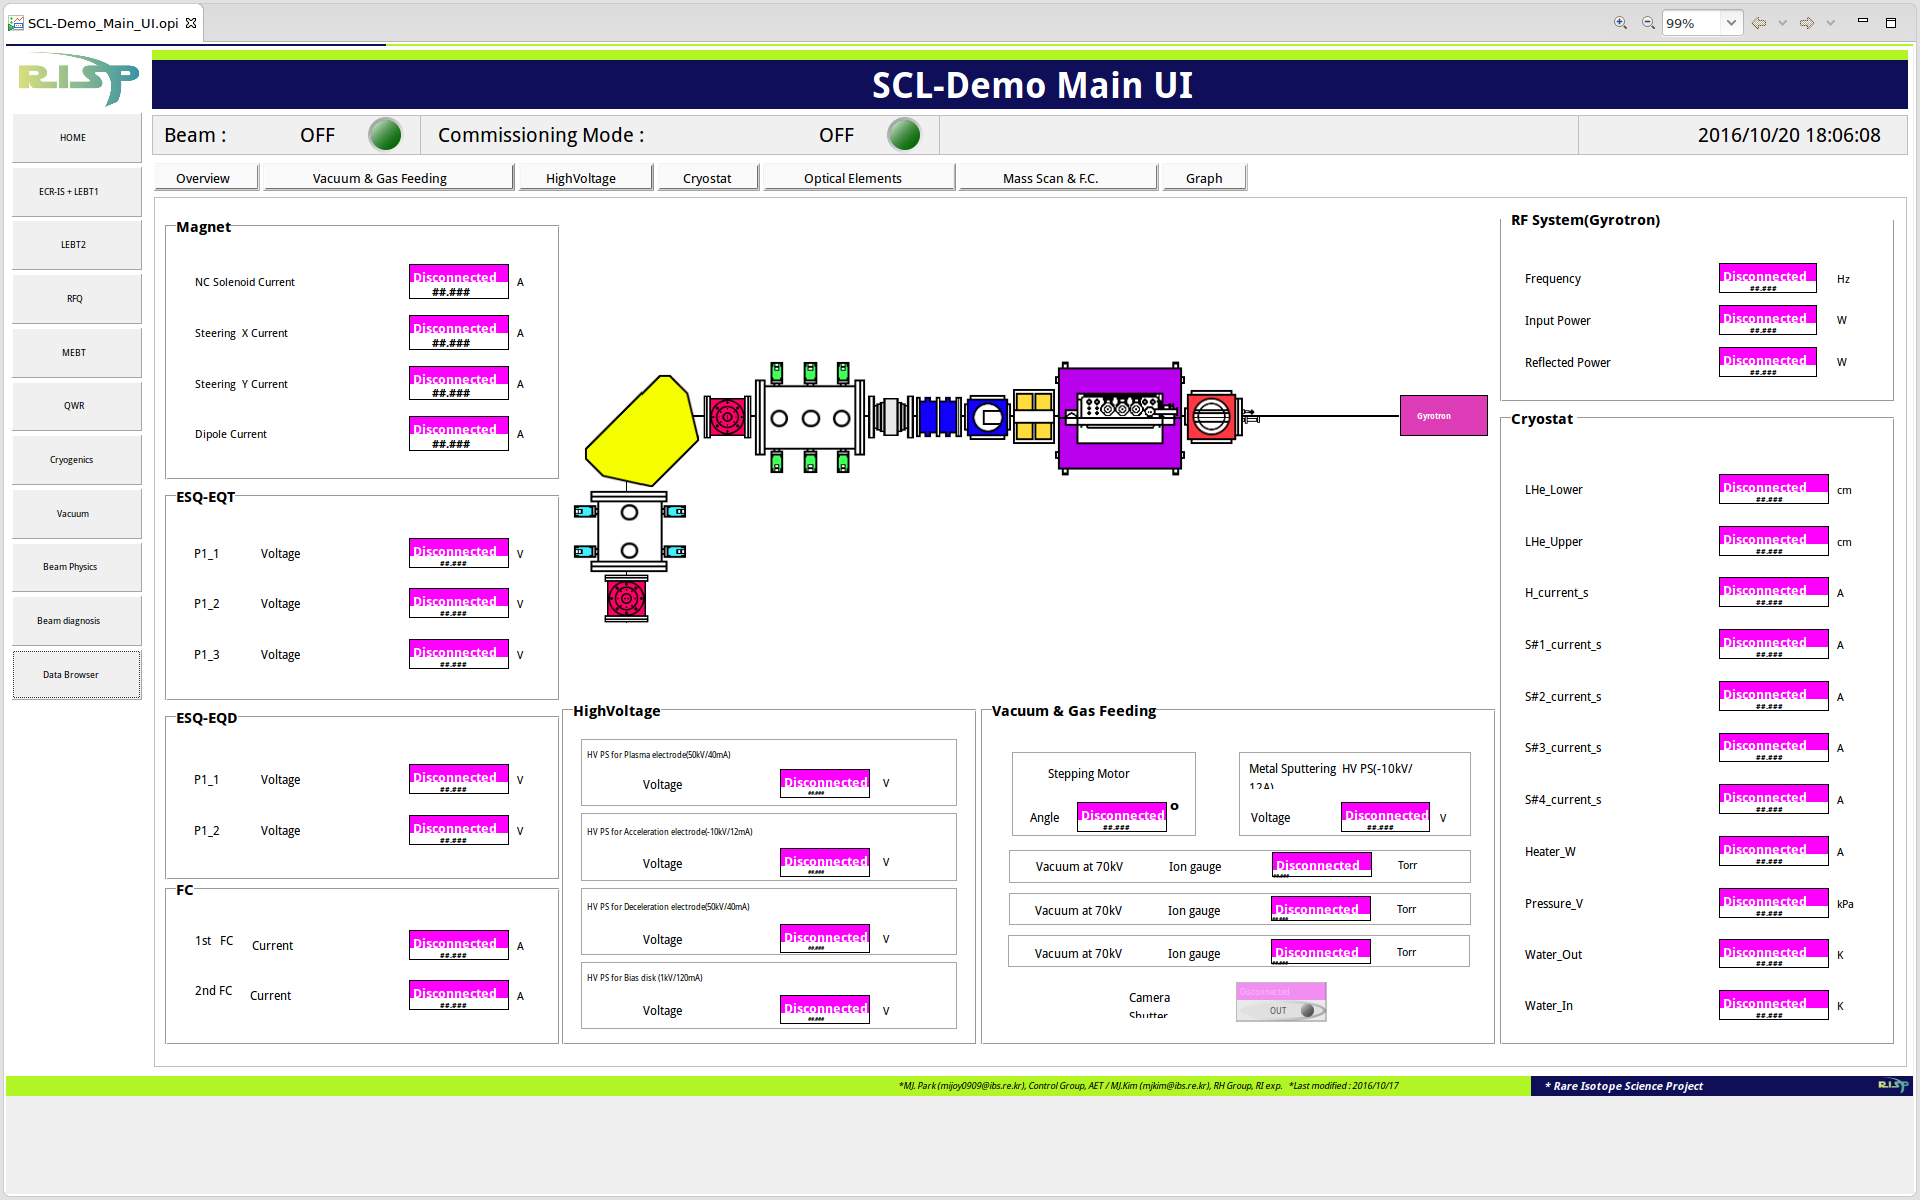 SCL-Demo_Main_UI.opi
99%
RISP
SCL-Demo Main UI
Beam : OFF Commissioning Mode : OFF 2016/10/20 18:06:08
HOME
ECR-IS + LEBT1
LEBT2
RFQ
MEBT
QWR
Cryogenics
Vacuum
Beam Physics
Beam diagnosis
Data Browser
Overview Vacuum & Gas Feeding HighVoltage Cryostat Optical Elements Mass Scan & F.C. Graph
Magnet
NC Solenoid Current Disconnected A
##.###
Steering X Current Disconnected A
##.###
Steering Y Current Disconnected A
##.###
Dipole Current Disconnected A
##.###
ESQ-EQT
P1_1 Voltage Disconnected V
##.###
P1_2 Voltage Disconnected V
##.###
P1_3 Voltage Disconnected V
##.###
ESQ-EQD
P1_1 Voltage Disconnected V
##.###
P1_2 Voltage Disconnected V
##.###
FC
1st FC Current Disconnected A
##.###
2nd FC Current Disconnected A
##.###
Gyrotron
HighVoltage
HV PS for Plasma electrode(50kV/40mA)
Voltage Disconnected V
##.###
HV PS for Acceleration electrode(-10kV/12mA)
Voltage Disconnected V
##.###
HV PS for Deceleration electrode(50kV/40mA)
Voltage Disconnected V
##.###
HV PS for Bias disk (1kV/120mA)
Voltage Disconnected V
##.###
Vacuum & Gas Feeding
Stepping Motor
Angle Disconnected o
##.###
Metal Sputtering HV PS(-10kV/
12A)
Voltage Disconnected V
##.###
Vacuum at 70kV Ion gauge Disconnected Torr
##.###
Vacuum at 70kV Ion gauge Disconnected Torr
##.###
Vacuum at 70kV Ion gauge Disconnected Torr
##.###
Camera
Shutter
Disconnected
OUT
RF System(Gyrotron)
Frequency Disconnected Hz
##.###
Input Power Disconnected W
##.###
Reflected Power Disconnected W
##.###
Cryostat
LHe_Lower Disconnected cm
##.###
LHe_Upper Disconnected cm
##.###
H_current_s Disconnected A
##.###
S#1_current_s Disconnected A
##.###
S#2_current_s Disconnected A
##.###
S#3_current_s Disconnected A
##.###
S#4_current_s Disconnected A
##.###
Heater_W Disconnected A
##.###
Pressure_V Disconnected kPa
##.###
Water_Out Disconnected K
##.###
Water_In Disconnected K
##.###
*MJ. Park (mijoy0909@ibs.re.kr), Control Group, AET / MJ.Kim (mjkim@ibs.re.kr), RH Group, RI exp. *Last modified : 2016/10/17
* Rare Isotope Science Project
RISP